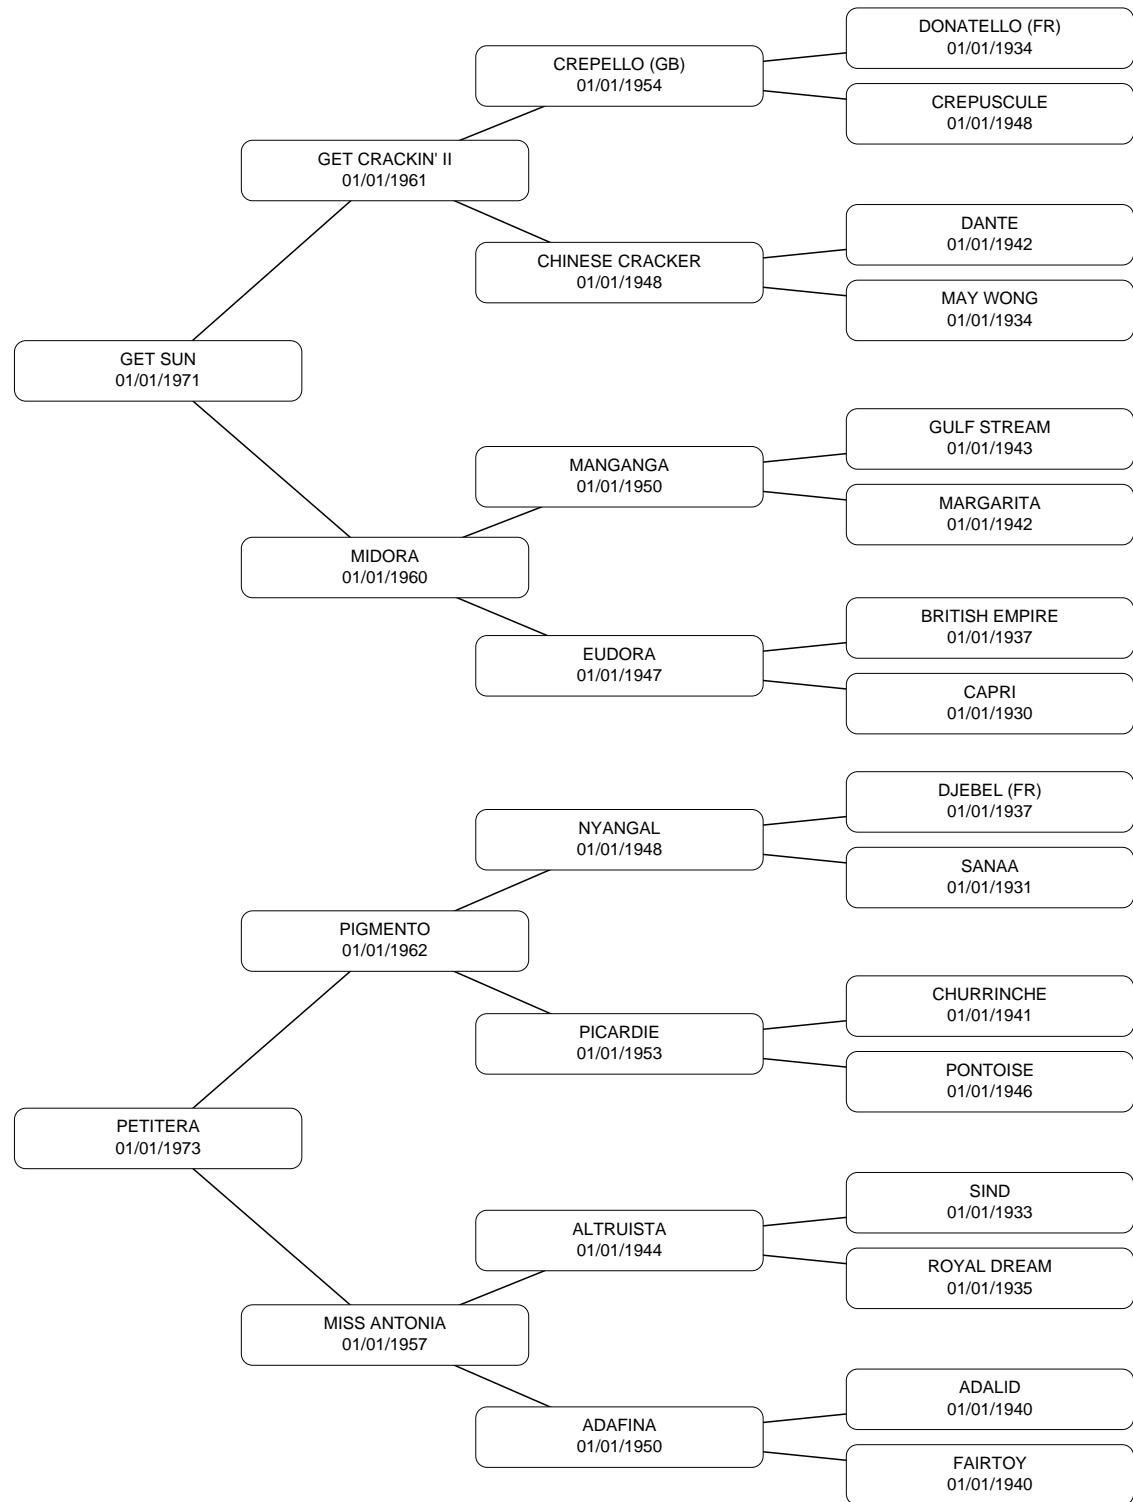 DONATELLO (FR)
01/01/1934
CREPELLO (GB)
01/01/1954
CREPUSCULE
01/01/1948
GET CRACKIN' II
01/01/1961
DANTE
01/01/1942
CHINESE CRACKER
01/01/1948
MAY WONG
01/01/1934
GET SUN
01/01/1971
GULF STREAM
01/01/1943
MANGANGA
01/01/1950
MARGARITA
01/01/1942
MIDORA
01/01/1960
BRITISH EMPIRE
01/01/1937
EUDORA
01/01/1947
CAPRI
01/01/1930
DJEBEL (FR)
01/01/1937
NYANGAL
01/01/1948
SANAA
01/01/1931
PIGMENTO
01/01/1962
CHURRINCHE
01/01/1941
PICARDIE
01/01/1953
PONTOISE
01/01/1946
PETITERA
01/01/1973
SIND
01/01/1933
ALTRUISTA
01/01/1944
ROYAL DREAM
01/01/1935
MISS ANTONIA
01/01/1957
ADALID
01/01/1940
ADAFINA
01/01/1950
FAIRTOY
01/01/1940